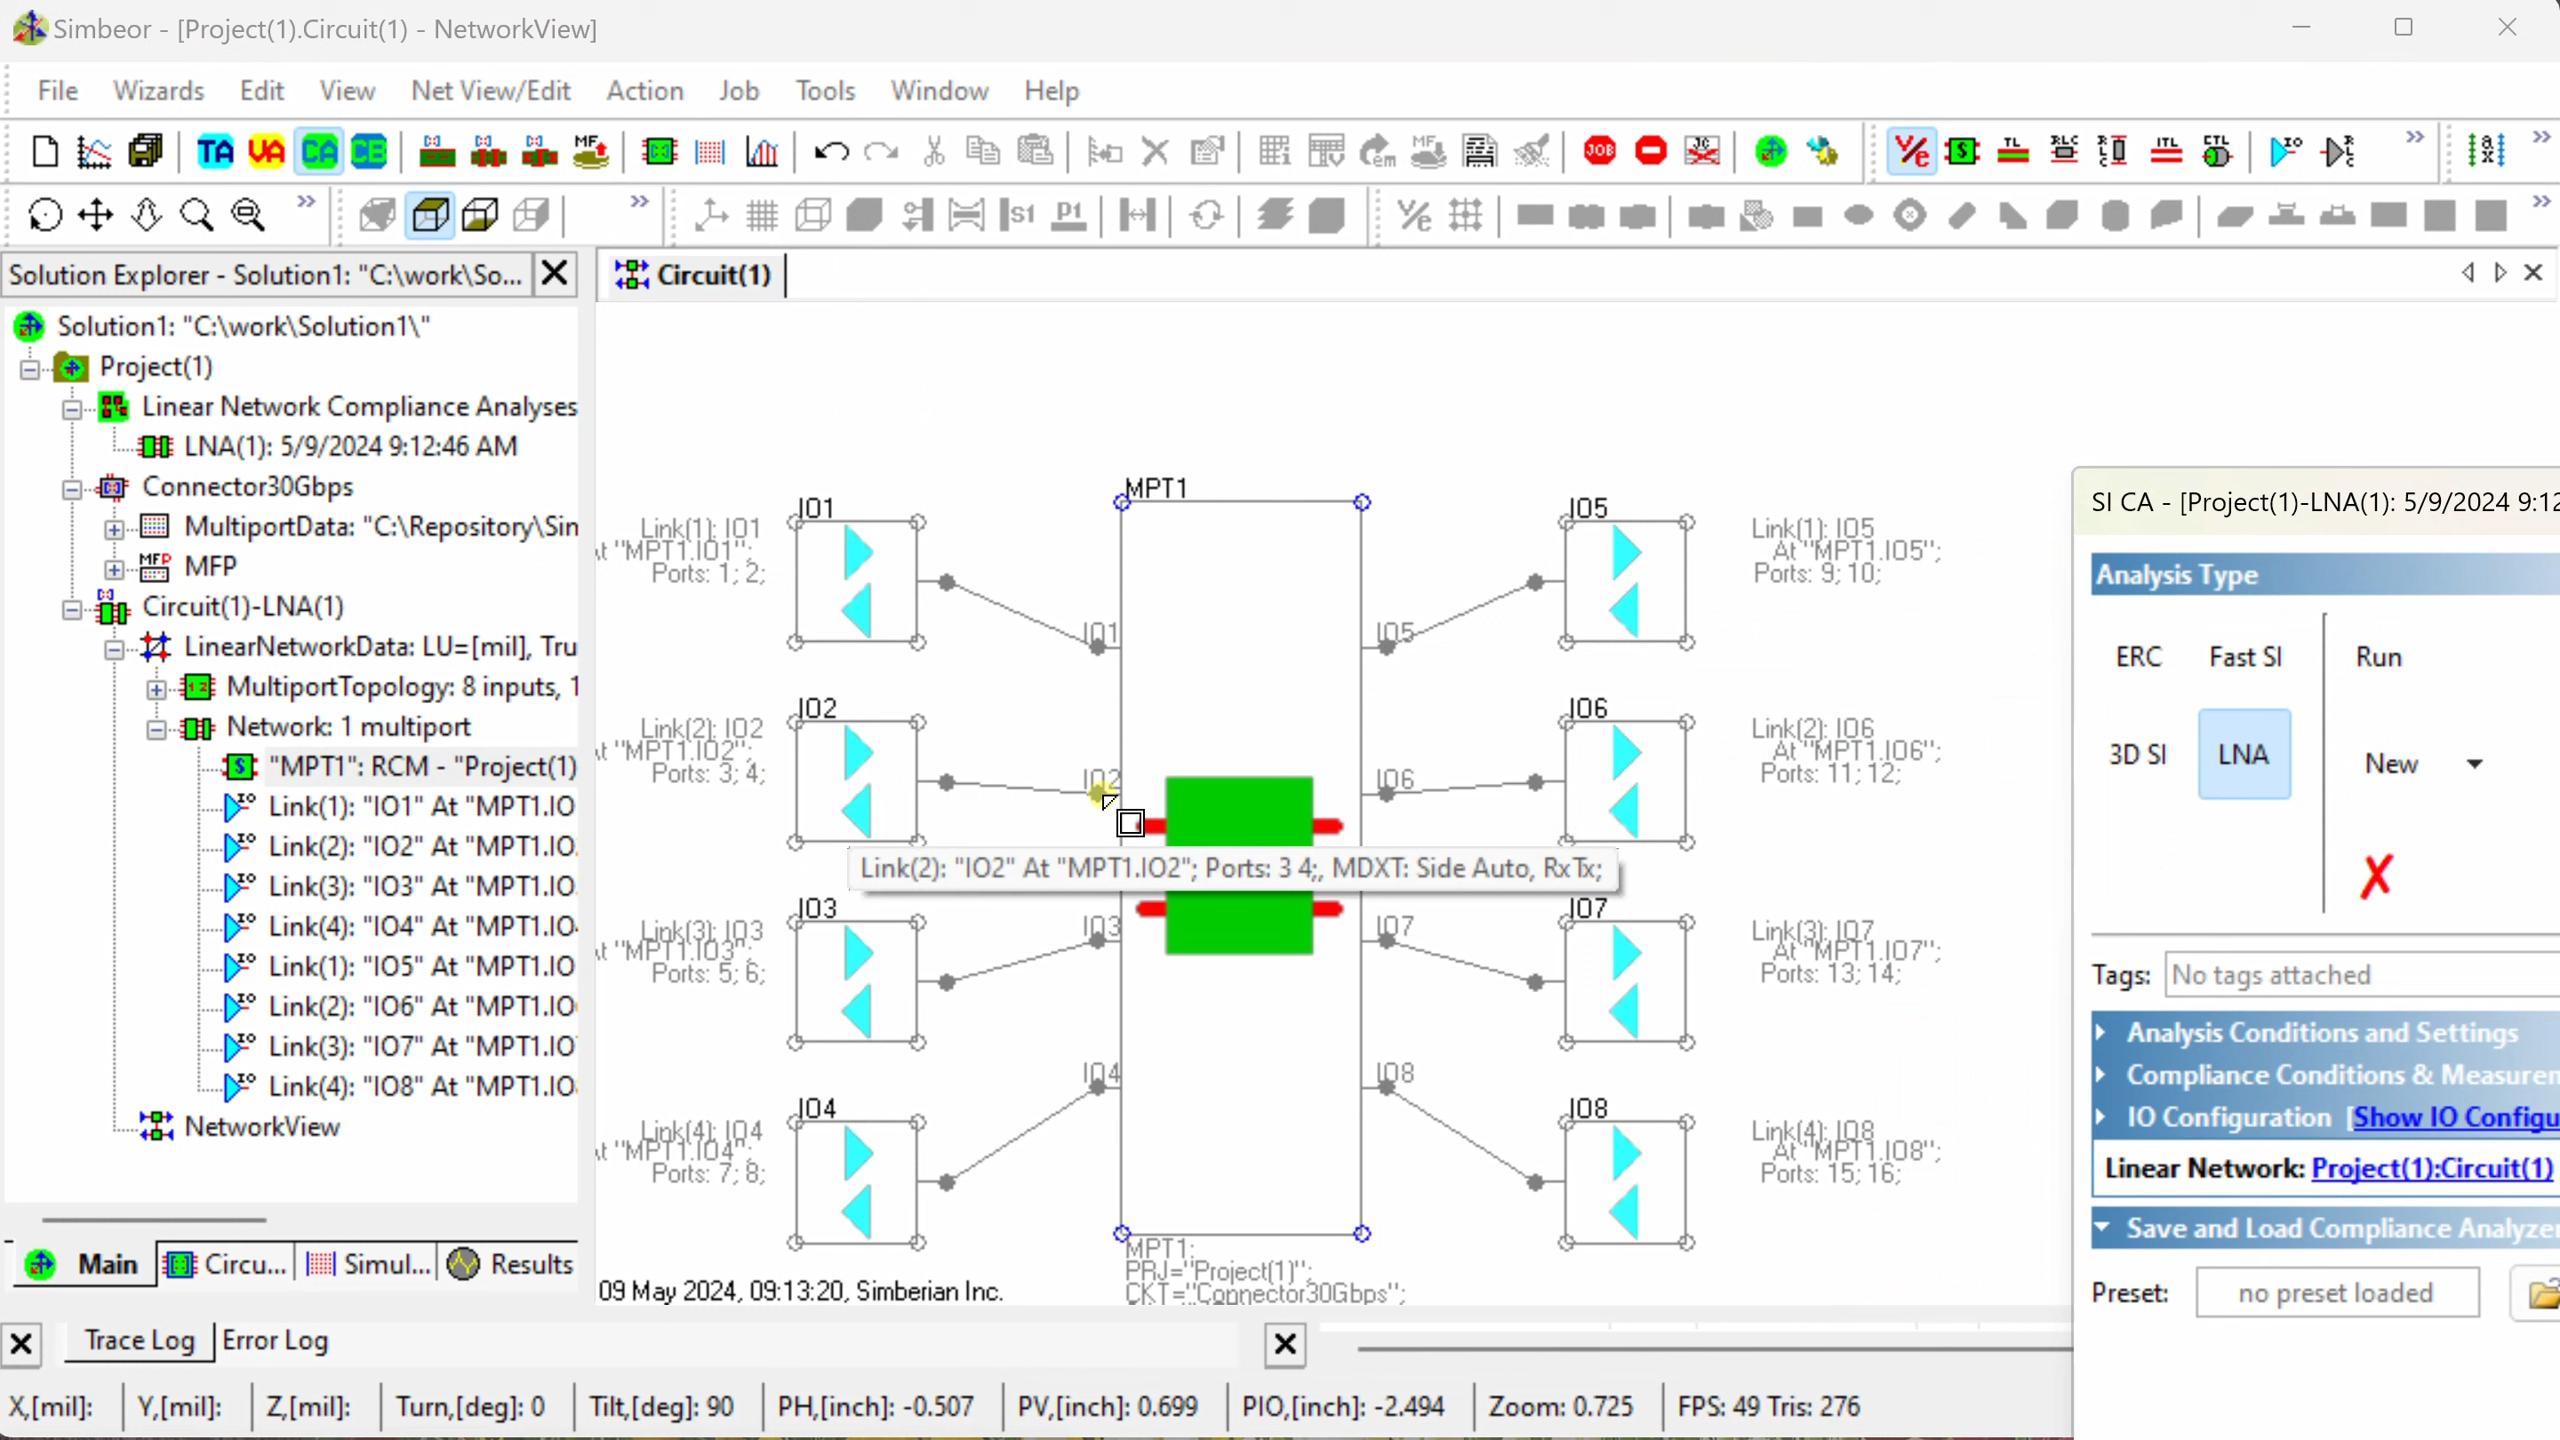 Simbeor - [Project(1).Circuit(1) - NetworkView]
File Wizards Edit View Net View/Edit Action Job Tools Window Help
Solution Explorer - Solution1: "C:\work\So...
Circuit(1)
Solution1: "C:\work\Solution1\"
Project(1)
Linear Network Compliance Analyses
LNA(1): 5/9/2024 9:12:46 AM
Connector30Gbps
MultiportData: "C:\Repository\Sin
MFP
Circuit(1)-LNA(1)
LinearNetworkData: LU=[mil], Tru
MultiportTopology: 8 inputs, 1
Network: 1 multiport
"MPT1": RCM - "Project(1)
Link(1): "IO1" At "MPT1.IO
Link(2): "IO2" At "MPT1.IO.
Link(3): "IO3" At "MPT1.IO.
Link(4): "IO4" At "MPT1.IO.
Link(1): "IO5" At "MPT1.IO
Link(2): "IO6" At "MPT1.IO
Link(3): "IO7" At "MPT1.IO
Link(4): "IO8" At "MPT1.IO
NetworkView
Main Circu... Simul... Results
MPT1
IO1
Link(1): IO1
At "MPT1.IO1";
Ports: 1; 2;
IO1
IO2
Link(2): IO2
At "MPT1.IO2";
Ports: 3; 4;
IO2
IO3
Link(3): IO3
At "MPT1.IO3";
Ports: 5; 6;
IO3
IO4
Link(4): IO4
At "MPT1.IO4";
Ports: 7; 8;
IO4
IO5
IO5
Link(1): IO5
At "MPT1.IO5";
Ports: 9; 10;
IO6
IO6
Link(2): IO6
At "MPT1.IO6";
Ports: 11; 12;
Link(2): "IO2" At "MPT1.IO2"; Ports: 3 4;, MDXT: Side Auto, RxTx;
IO7
IO7
Link(3): IO7
At "MPT1.IO7";
Ports: 13; 14;
IO8
IO8
Link(4): IO8
At "MPT1.IO8";
Ports: 15; 16;
MPT1:
PRJ="Project(1)";
CKT="Connector30Gbps";
09 May 2024, 09:13:20, Simberian Inc.
SI CA - [Project(1)-LNA(1): 5/9/2024 9:12
Analysis Type
ERC Fast SI Run
3D SI LNA New
Tags: No tags attached
Analysis Conditions and Settings
Compliance Conditions & Measuren
IO Configuration [Show IO Configu
Linear Network: Project(1):Circuit(1)
Save and Load Compliance Analyzer
Preset: no preset loaded
Trace Log Error Log
X,[mil]: Y,[mil]: Z,[mil]: Turn,[deg]: 0 Tilt,[deg]: 90 PH,[inch]: -0.507 PV,[inch]: 0.699 PIO,[inch]: -2.494 Zoom: 0.725 FPS: 49 Tris: 276